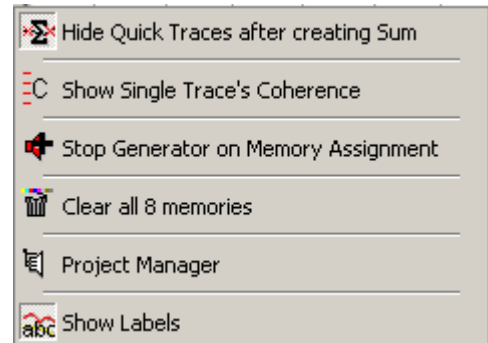 Hide Quick Traces after creating Sum
C Show Single Trace's Coherence
Stop Generator on Memory Assignment
Clear all 8 memories
Project Manager
abc Show Labels